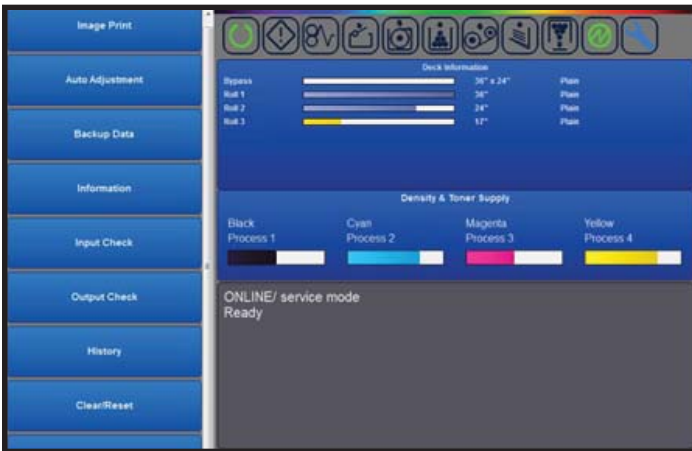 Image Print
Auto Adjustment
Backup Data
Information
Input Check
Output Check
History
Clear/Reset
Deck Information
Bypass 36" x 24" Plain
Roll 1 36" Plain
Roll 2 24" Plain
Roll 3 17" Plain
Density & Toner Supply
Black Cyan Magenta Yellow
Process 1 Process 2 Process 3 Process 4
ONLINE/ service mode
Ready